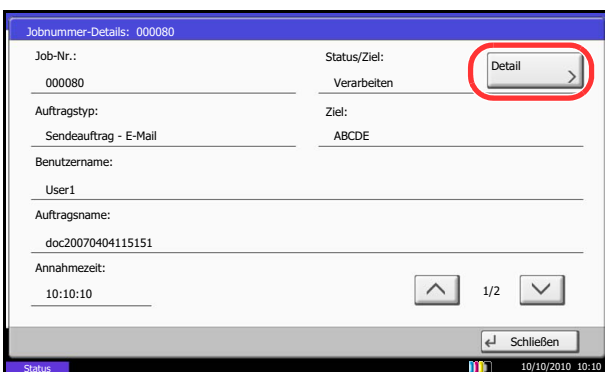 Jobnummer-Details: 000080
Job-Nr.:
000080
Status/Ziel:
Verarbeiten
Detail
Auftragstyp:
Sendeauftrag - E-Mail
Ziel:
ABCDE
Benutzername:
User1
Auftragsname:
doc20070404115151
Annahmezeit:
10:10:10
1/2
Schließen
Status
10/10/2010 10:10